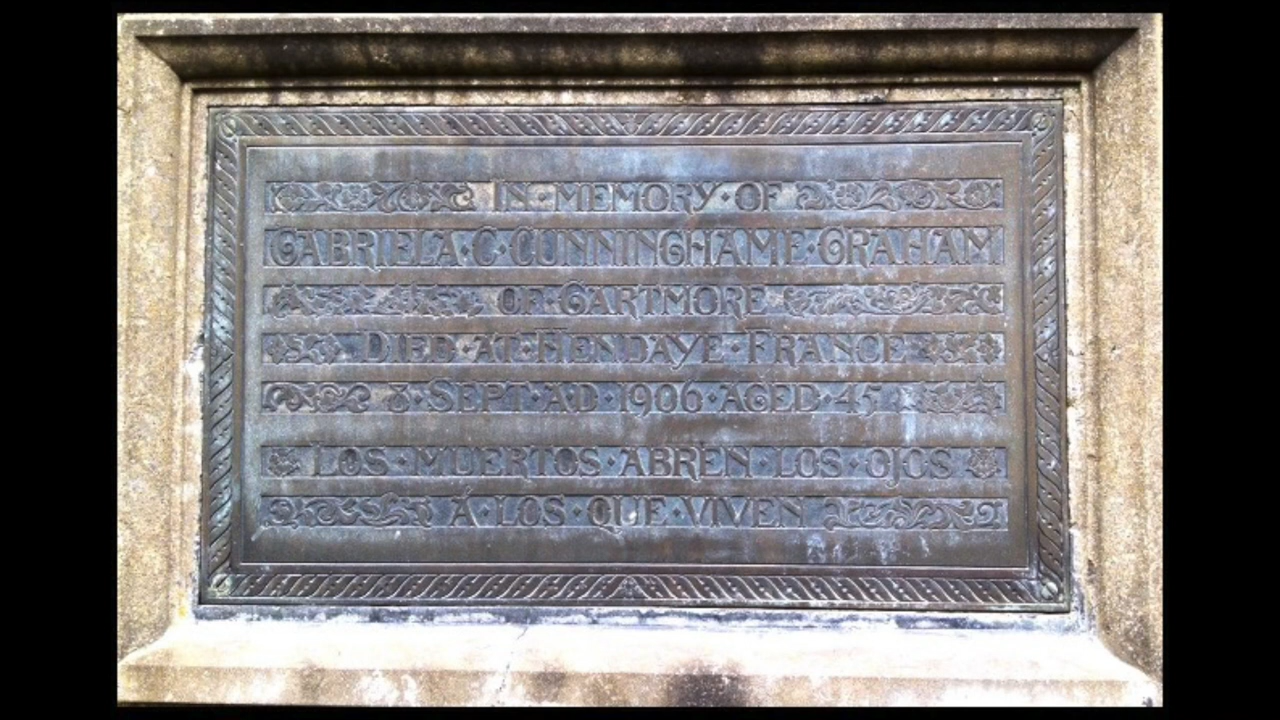 IN · MEMORY · OF
GABRIELA · C · CUNNINGHAME · GRAHAM
OF · GARTMORE
DIED · AT · HENDAYE · FRANCE
8 · SEPT · AD · 1906 · AGED · 45
LOS · MUERTOS · ABREN · LOS · OJOS
Á · LOS · QUE · VIVEN